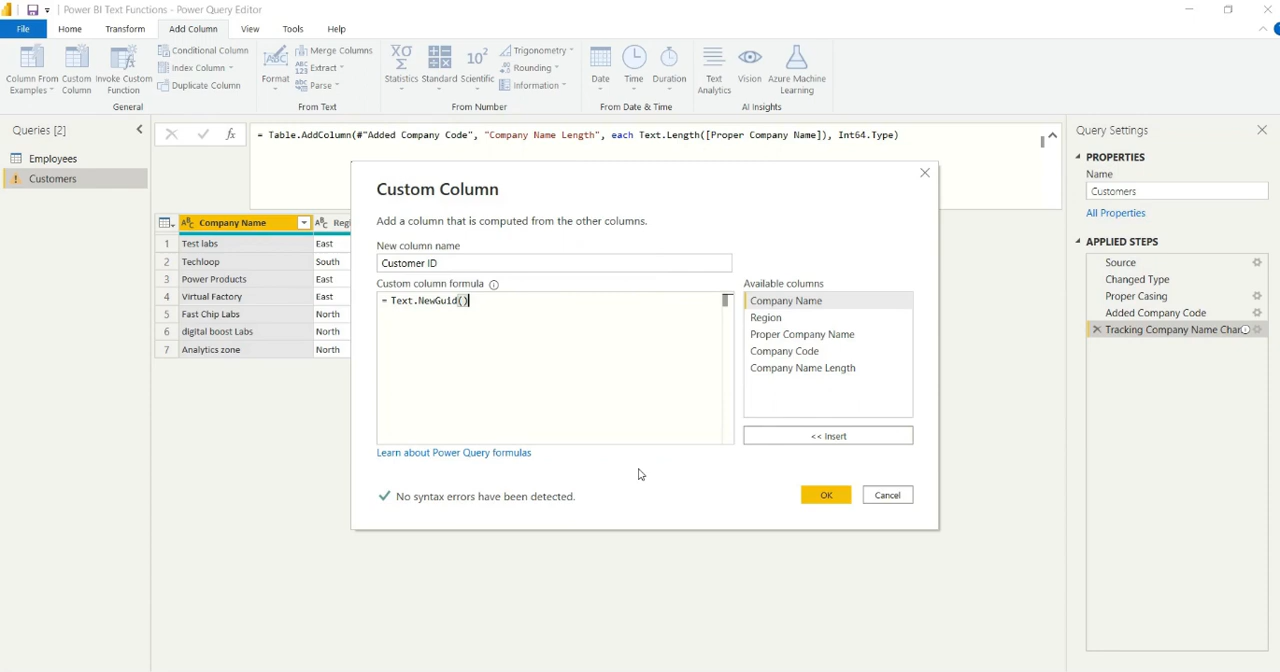 Power BI Text Functions - Power Query Editor
File Home Transform Add Column View Tools Help
Column From Examples
Custom Column
Invoke Custom Function
Conditional Column
Index Column
Duplicate Column
General
Format
Merge Columns
ABC 123 Extract
Parse
From Text
Statistics
Standard
10² Scientific
Trigonometry
Rounding
Information
From Number
Date
Time
Duration
From Date & Time
Text Analytics
Vision
Azure Machine Learning
AI Insights
Queries [2]
Employees
Customers
fx
= Table.AddColumn(#"Added Company Code", "Company Name Length", each Text.Length([Proper Company Name]), Int64.Type)
Company Name
Regi
1 Test labs East
2 Techloop South
3 Power Products East
4 Virtual Factory East
5 Fast Chip Labs North
6 digital boost Labs North
7 Analytics zone North
Custom Column
Add a column that is computed from the other columns.
New column name
Customer ID
Custom column formula
= Text.NewGuid()
Available columns
Company Name
Region
Proper Company Name
Company Code
Company Name Length
<< Insert
Learn about Power Query formulas
No syntax errors have been detected.
OK
Cancel
Query Settings
PROPERTIES
Name
Customers
All Properties
APPLIED STEPS
Source
Changed Type
Proper Casing
Added Company Code
Tracking Company Name Char